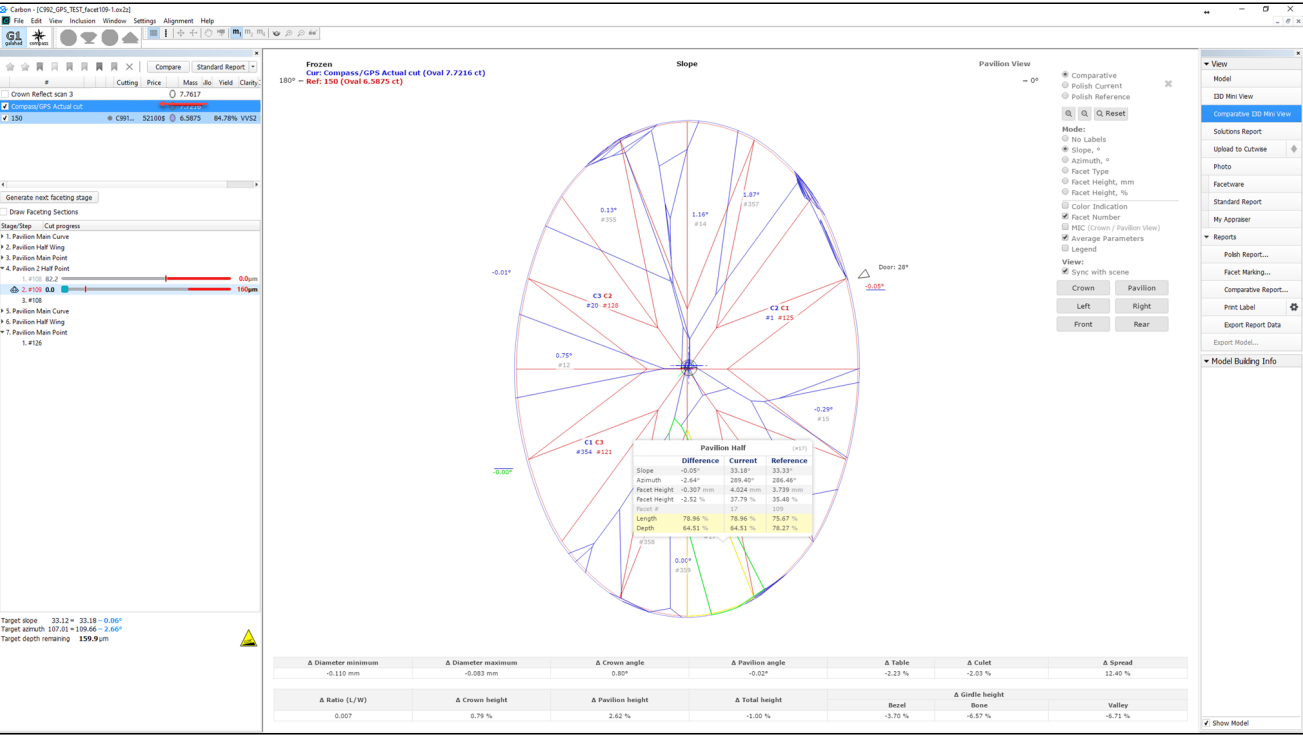 Carbon - [C992_GPS_TEST_facet109-1.ox2z]
File Edit View Inclusion Window Settings Alignment Help
G1 galahad compass
m
Compare Standard Report
# Cutting Price Mass Allo Yield Clarity
Crown Reflect scan 3 7.7617
Compass/GPS Actual cut
150 C991... 52100$ 6.5875 84.78% VVS2
Generate next faceting stage
Draw Faceting Sections
Stage/Step Cut progress
1. Pavilion Main Curve
2. Pavilion Half Wing
3. Pavilion Main Point
4. Pavilion 2 Half Point
1. #108 82.2 0.0µm
2. #109 0.0 160µm
3. #108
5. Pavilion Main Curve
6. Pavilion Half Wing
7. Pavilion Main Point
1. #126
Target slope 33.12 = 33.18 − 0.06°
Target azimuth 107.01 = 109.66 − 2.66°
Target depth remaining 159.9 µm
Frozen
Cur: Compass/GPS Actual cut (Oval 7.7216 ct)
180° − Ref: 150 (Oval 6.5875 ct)
Slope
Pavilion View
− 0°
1.87°
#357
0.13°
#355
1.16°
#14
-0.01°
Door: 28°
-0.05°
C3 C2
#20 #128
C2 C1
#1 #125
0.75°
#12
-0.29°
#15
C1 C3
#354 #121
-0.00°
Pavilion Half (#17)
Difference Current Reference
Slope -0.05° 33.18° 33.33°
Azimuth -2.64° 289.40° 286.46°
Facet Height -0.307 mm 4.024 mm 3.739 mm
Facet Height -2.52 % 37.79 % 35.48 %
Facet # 17 109
Length 78.96 % 78.96 % 75.67 %
Depth 64.51 % 64.51 % 78.27 %
#358
0.00°
#359
Comparative
Polish Current
Polish Reference
Reset
Mode:
No Labels
Slope, °
Azimuth, °
Facet Type
Facet Height, mm
Facet Height, %
Color Indication
Facet Number
MIC (Crown / Pavilion View)
Average Parameters
Legend
View:
Sync with scene
Crown Pavilion
Left Right
Front Rear
Δ Diameter minimum Δ Diameter maximum Δ Crown angle Δ Pavilion angle Δ Table Δ Culet Δ Spread
-0.110 mm -0.083 mm 0.80° -0.02° -2.23 % -2.03 % 12.40 %
Δ Ratio (L/W) Δ Crown height Δ Pavilion height Δ Total height Δ Girdle height
Bezel Bone Valley
0.007 0.79 % 2.62 % -1.00 % -3.70 % -6.57 % -6.71 %
View
Model
I3D Mini View
Comparative I3D Mini View
Solutions Report
Upload to Cutwise
Photo
Facetware
Standard Report
My Appraiser
Reports
Polish Report...
Facet Marking...
Comparative Report...
Print Label
Export Report Data
Export Model...
Model Building Info
Show Model